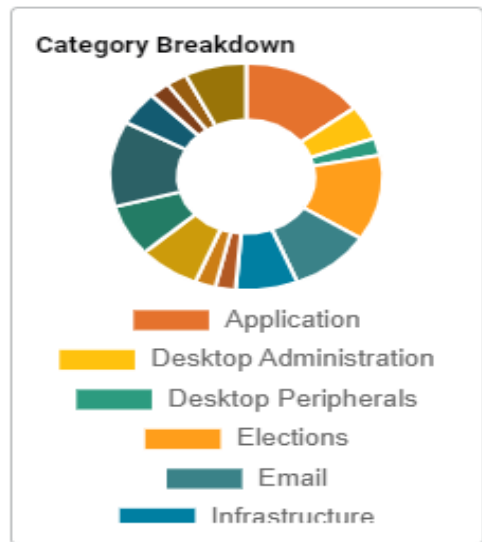 Category Breakdown
Application
Desktop Administration
Desktop Peripherals
Elections
Email
Infrastructure